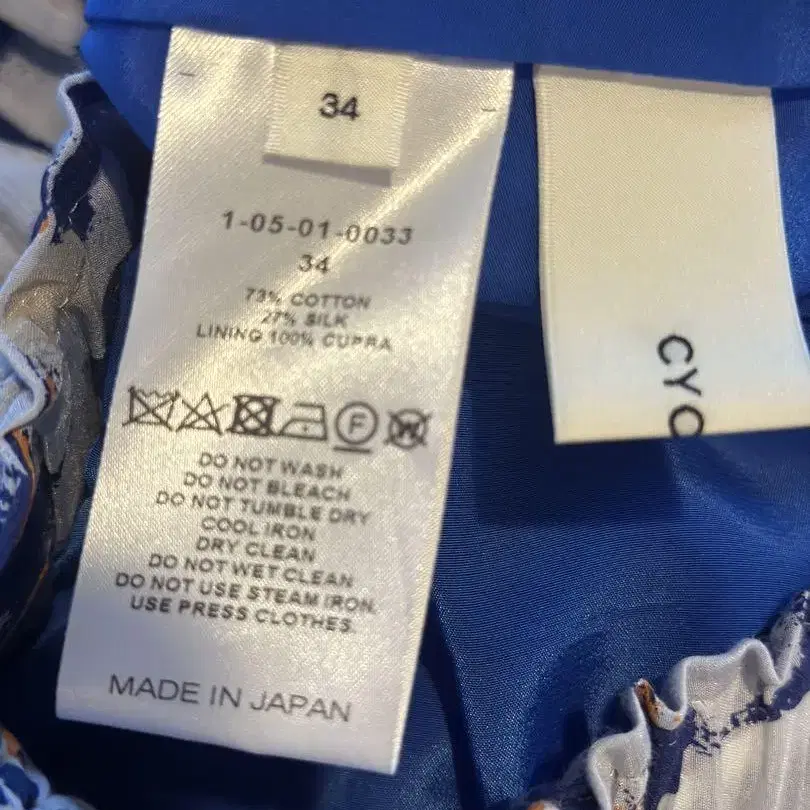 34
1-05-01-0033
34
73% COTTON
27% SILK
LINING 100% CUPRA
F
W
DO NOT WASH
DO NOT BLEACH
DO NOT TUMBLE DRY
COOL IRON
DRY CLEAN
DO NOT WET CLEAN
DO NOT USE STEAM IRON.
USE PRESS CLOTHES.
MADE IN JAPAN
CYC